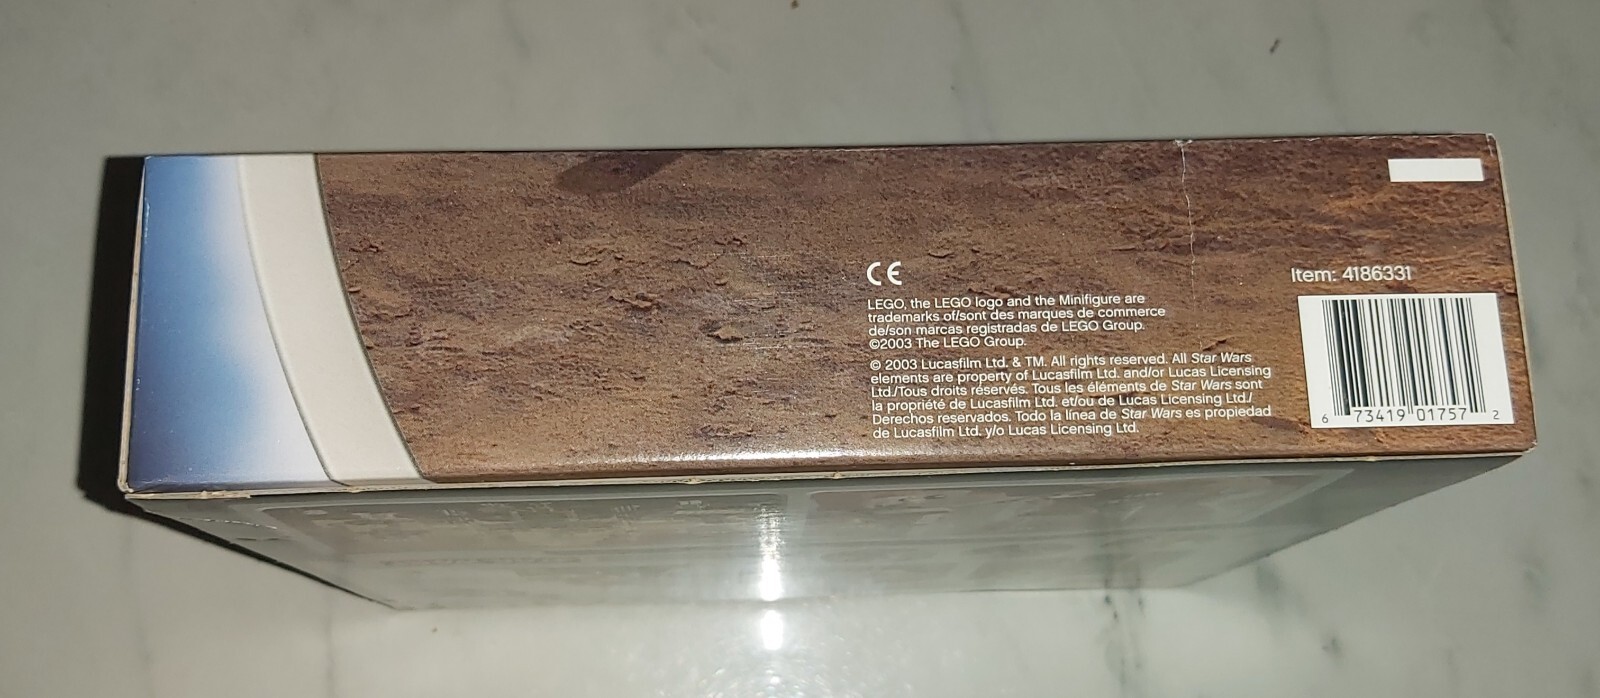 CE
LEGO, the LEGO logo and the Minifigure are
trademarks of/sont des marques de commerce
de/son marcas registradas de LEGO Group.
©2003 The LEGO Group.
© 2003 Lucasfilm Ltd. & TM. All rights reserved. All Star Wars
elements are property of Lucasfilm Ltd. and/or Lucas Licensing
Ltd./Tous droits réservés. Tous les éléments de Star Wars sont
la propriété de Lucasfilm Ltd. et/ou de Lucas Licensing Ltd./
Derechos reservados. Todo la línea de Star Wars es propiedad
de Lucasfilm Ltd. y/o Lucas Licensing Ltd.
Item: 4186331
6 73419 01757 2